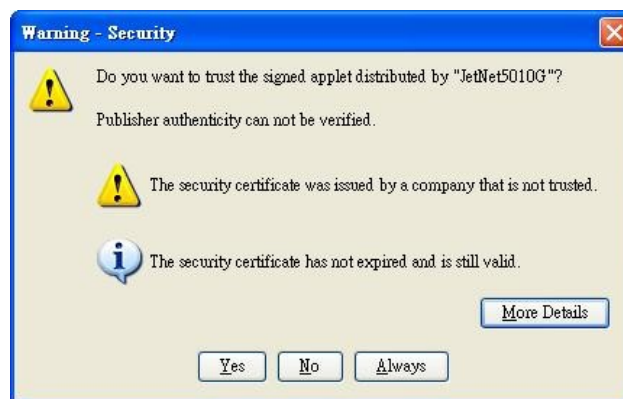 Warning - Security
Do you want to trust the signed applet distributed by "JetNet5010G"?
Publisher authenticity can not be verified.
The security certificate was issued by a company that is not trusted.
The security certificate has not expired and is still valid.
More Details
Yes No Always